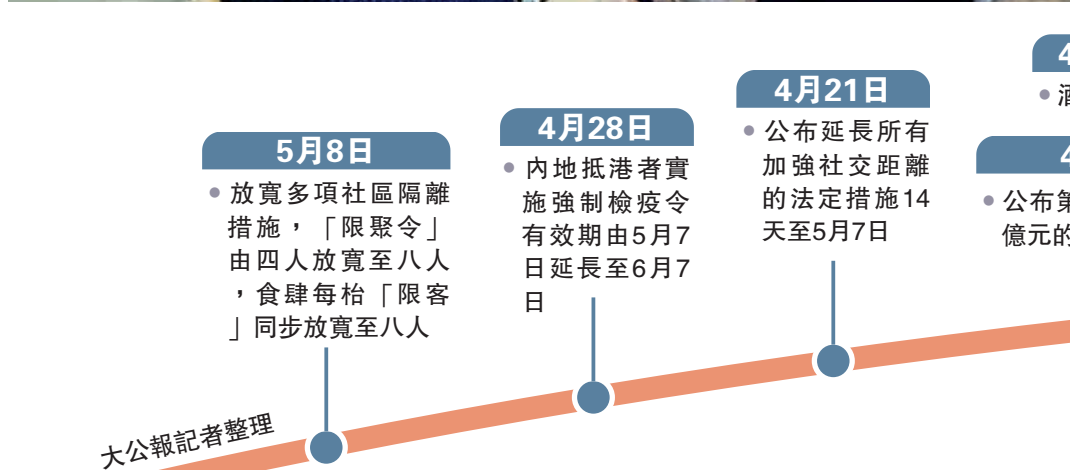 5月8日
• 放寬多項社區隔離
措施，「限聚令」
由四人放寬至八人
，食肆每枱「限客
」同步放寬至八人
4月28日
• 內地抵港者實
施強制檢疫令
有效期由5月7
日延長至6月7
日
4月21日
• 公布延長所有
加強社交距離
的法定措施14
天至5月7日
4
• 酒
4
• 公布第
億元的
大公報記者整理